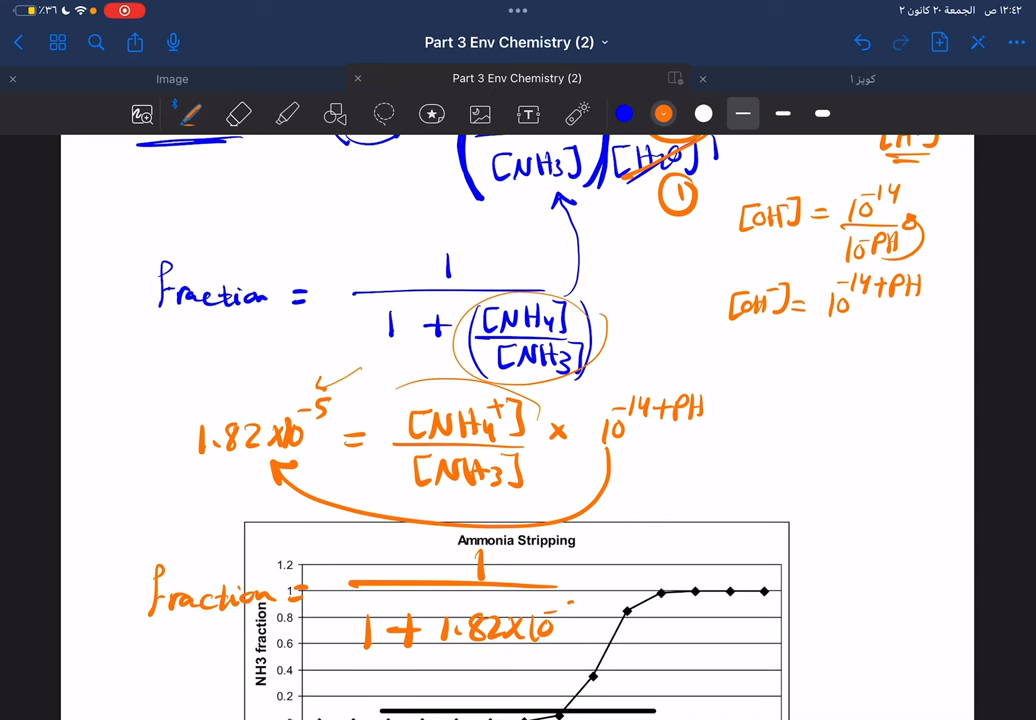 ١٢:٤٢ ص الجمعة ٢٠ كانون ٢
٪٣٦
Part 3 Env Chemistry (2)
Image
Part 3 Env Chemistry (2)
كويز ١
[NH3] [H2O]
1
[OH-] = 10^-14 / 10^-PH
fraction = 1 / 1 + ([NH4] / [NH3])
[OH-] = 10^-14+PH
1.82x10^-5 = [NH4+] / [NH3] x 10^-14+PH
Ammonia Stripping
fraction = 1 / 1 + 1.82x10^-
NH3 fraction
1.2
1
0.8
0.6
0.4
0.2